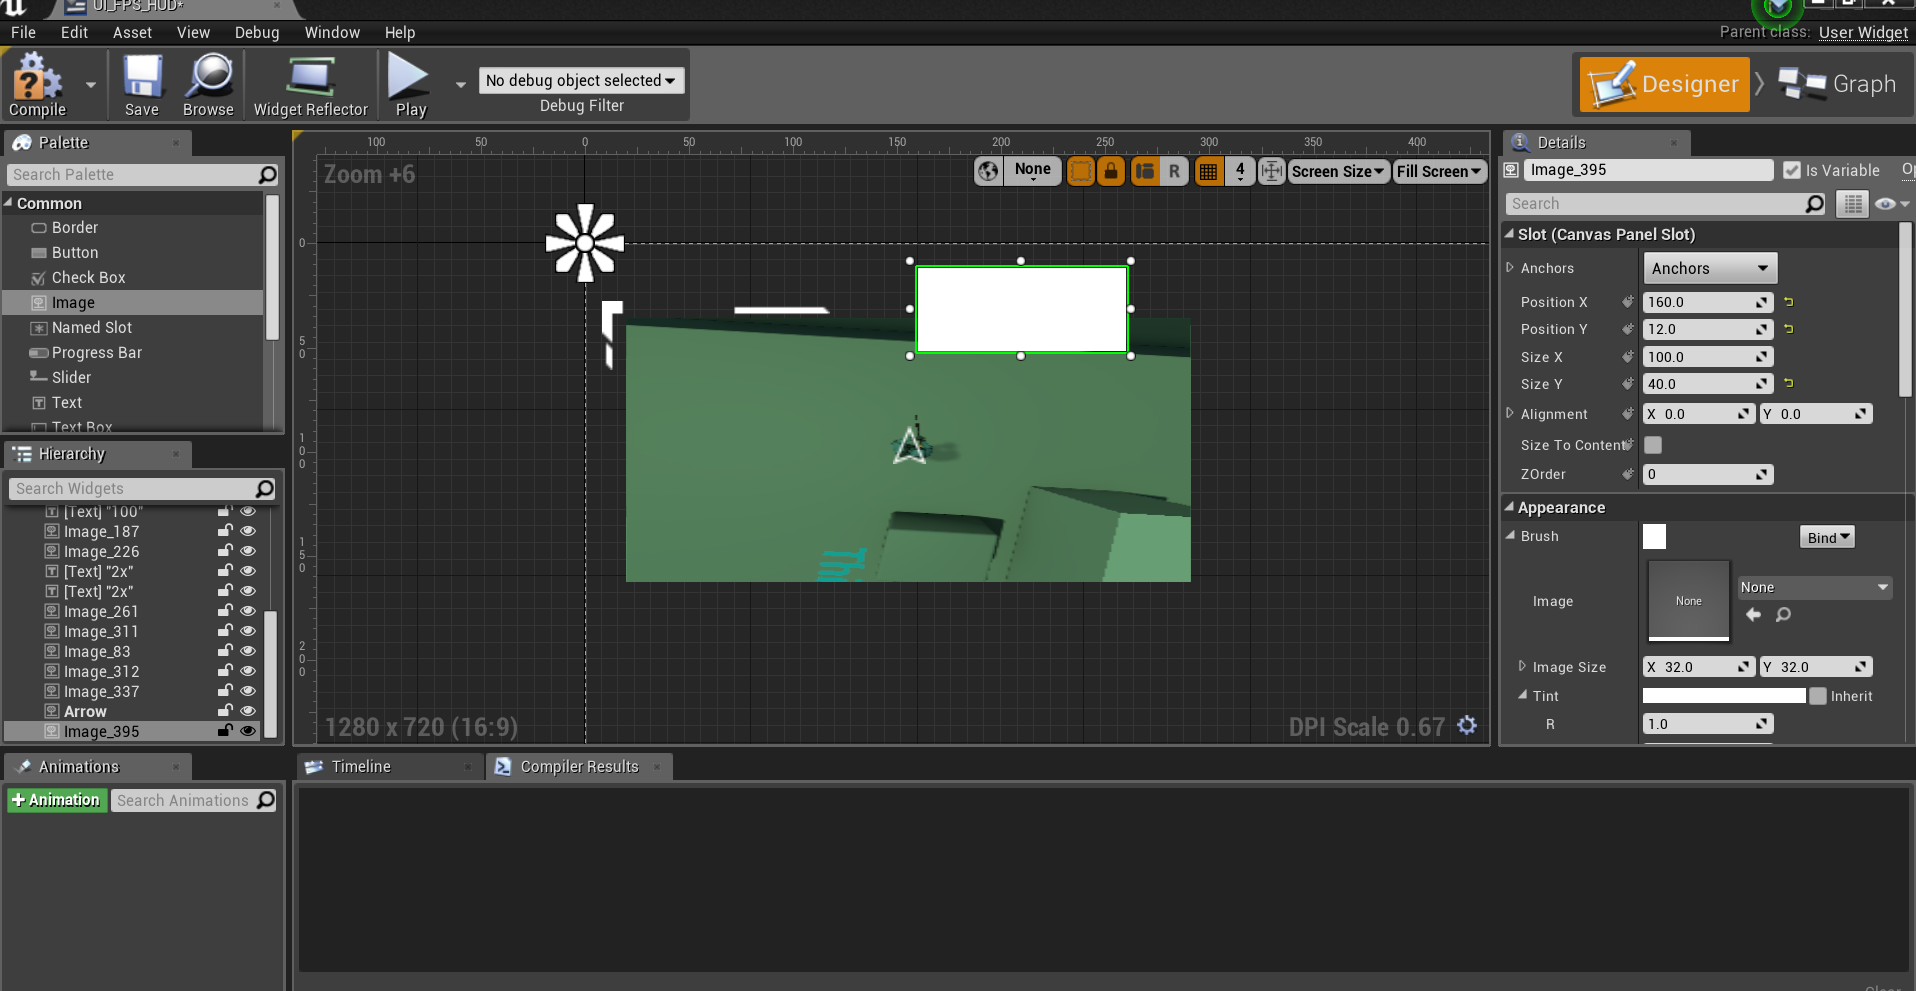 UI_FPS_HUD*
File Edit Asset View Debug Window Help
Parent class: User Widget
Compile
Save
Browse
Widget Reflector
Play
No debug object selected
Debug Filter
Designer
Graph
Palette
Search Palette
Common
Border
Button
Check Box
Image
Named Slot
Progress Bar
Slider
Text
Text Box
Hierarchy
Search Widgets
[Text] "100"
Image_187
Image_226
[Text] "2x"
[Text] "2x"
Image_261
Image_311
Image_83
Image_312
Image_337
Arrow
Image_395
100 50 0 50 100 150 200 250 300 350 400
Zoom +6
None
R
4
Screen Size
Fill Screen
0
50
100
150
200
1280 x 720 (16:9)
DPI Scale 0.67
Details
Image_395
Is Variable
Search
Slot (Canvas Panel Slot)
Anchors Anchors
Position X 160.0
Position Y 12.0
Size X 100.0
Size Y 40.0
Alignment X 0.0 Y 0.0
Size To Content
ZOrder 0
Appearance
Brush Bind
Image None None
Image Size X 32.0 Y 32.0
Tint Inherit
R 1.0
Animations
+ Animation
Search Animations
Timeline
Compiler Results
Clear